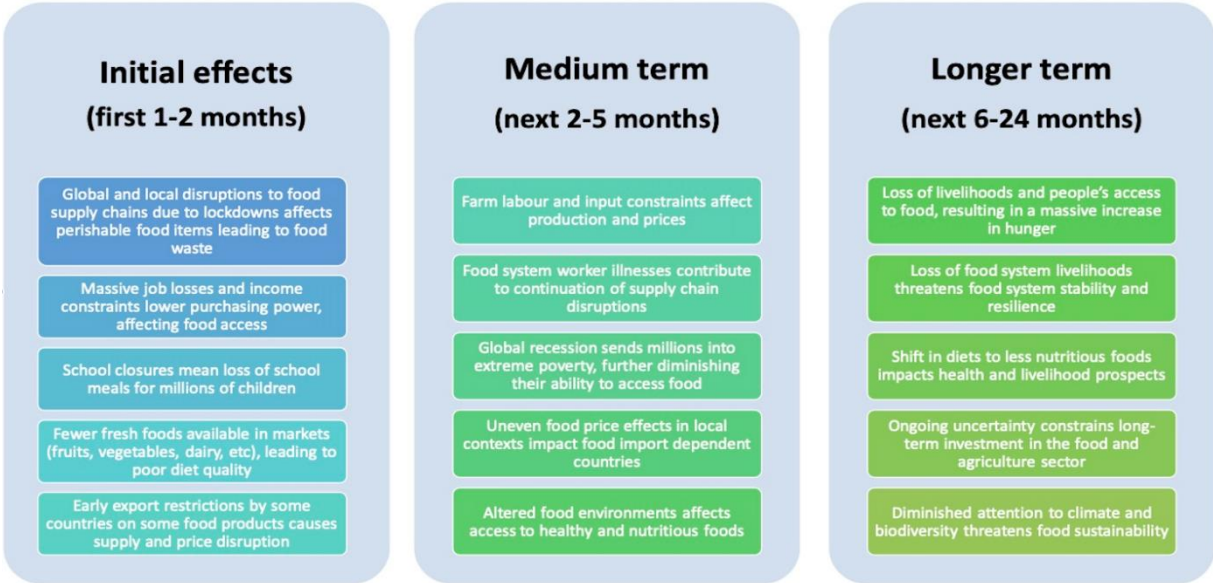 Initial effects
(first 1-2 months)
Global and local disruptions to food
supply chains due to lockdowns affects
perishable food items leading to food
waste
Massive job losses and income
constraints lower purchasing power,
affecting food access
School closures mean loss of school
meals for millions of children
Fewer fresh foods available in markets
(fruits, vegetables, dairy, etc), leading to
poor diet quality
Early export restrictions by some
countries on some food products causes
supply and price disruption
Medium term
(next 2-5 months)
Farm labour and input constraints affect
production and prices
Food system worker illnesses contribute
to continuation of supply chain
disruptions
Global recession sends millions into
extreme poverty, further diminishing
their ability to access food
Uneven food price effects in local
contexts impact food import dependent
countries
Altered food environments affects
access to healthy and nutritious foods
Longer term
(next 6-24 months)
Loss of livelihoods and people's access
to food, resulting in a massive increase
in hunger
Loss of food system livelihoods
threatens food system stability and
resilience
Shift in diets to less nutritious foods
impacts health and livelihood prospects
Ongoing uncertainty constrains long-
term investment in the food and
agriculture sector
Diminished attention to climate and
biodiversity threatens food sustainability